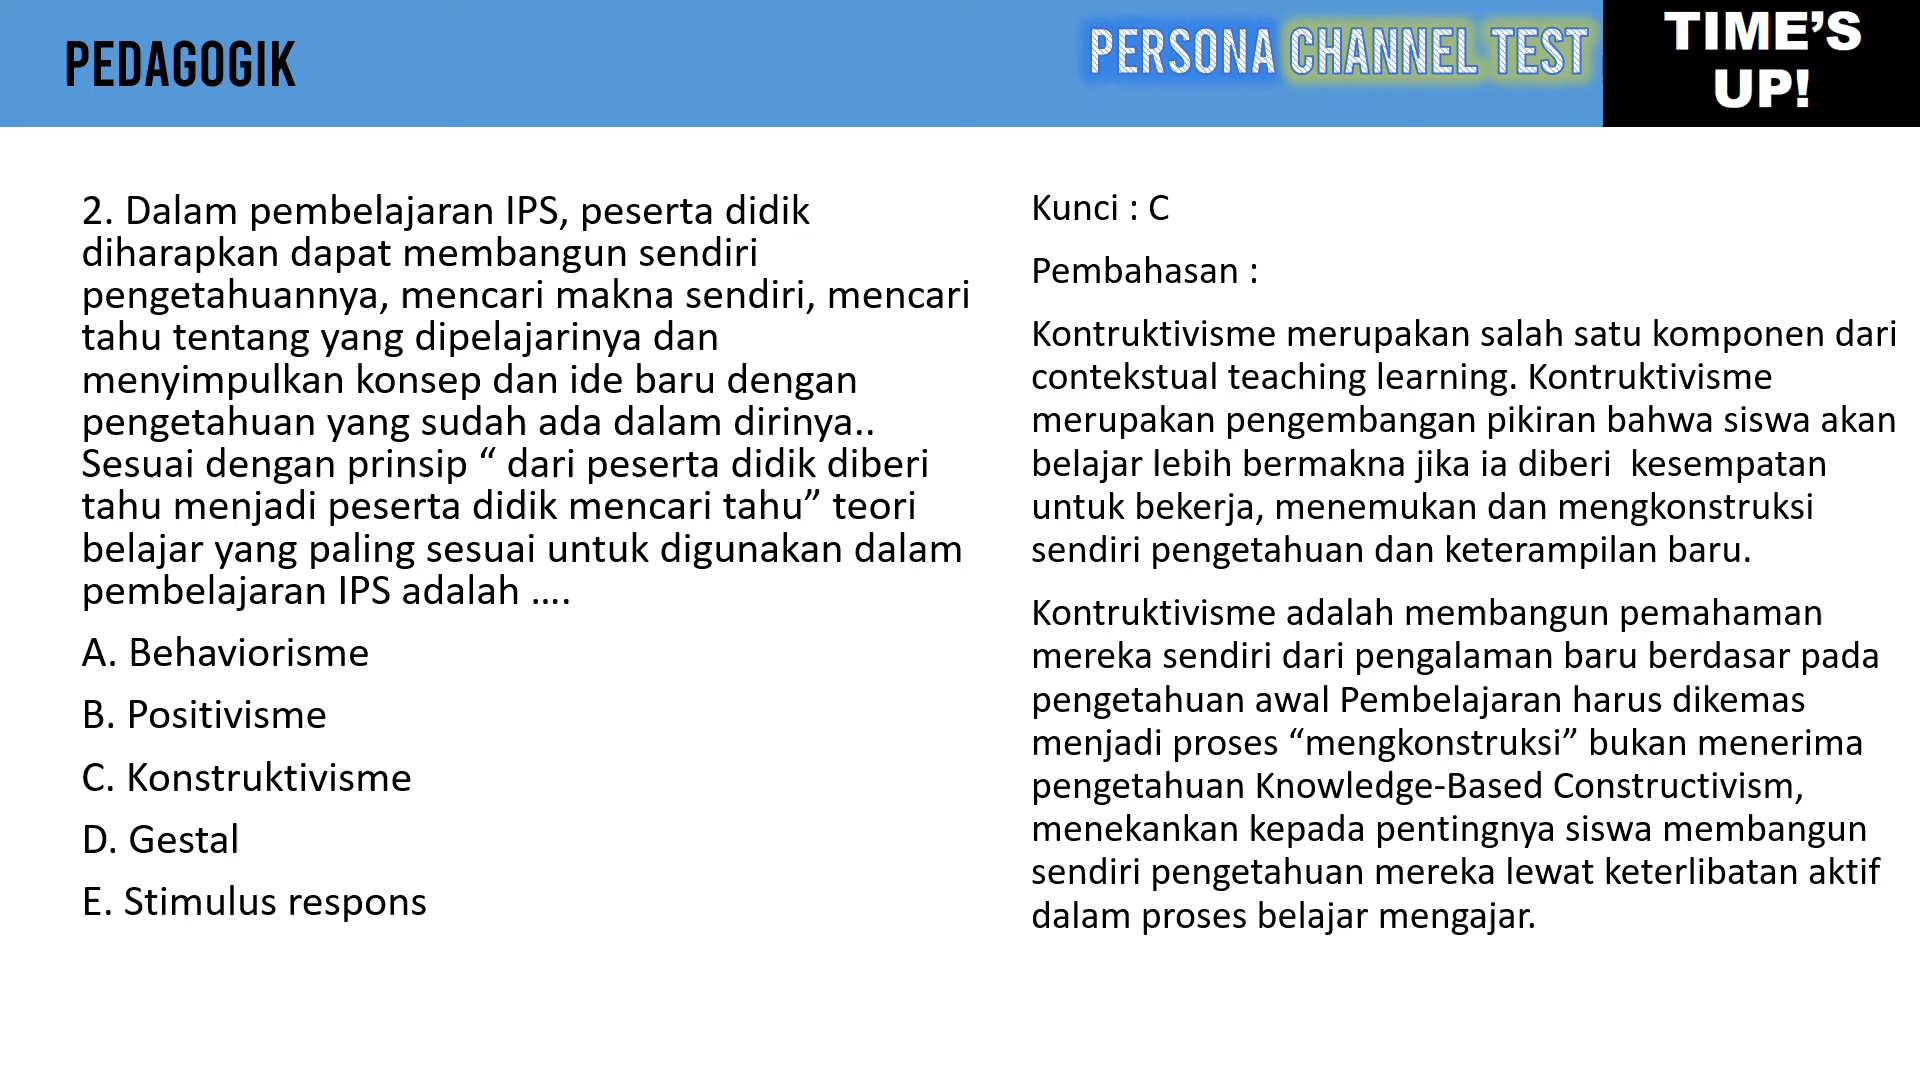 PEDAGOGIK
PERSONA CHANNEL TEST
TIME’S
UP!
2. Dalam pembelajaran IPS, peserta didik
diharapkan dapat membangun sendiri
pengetahuannya, mencari makna sendiri, mencari
tahu tentang yang dipelajarinya dan
menyimpulkan konsep dan ide baru dengan
pengetahuan yang sudah ada dalam dirinya..
Sesuai dengan prinsip “ dari peserta didik diberi
tahu menjadi peserta didik mencari tahu” teori
belajar yang paling sesuai untuk digunakan dalam
pembelajaran IPS adalah ....
A. Behaviorisme
B. Positivisme
C. Konstruktivisme
D. Gestal
E. Stimulus respons
Kunci : C
Pembahasan :
Kontruktivisme merupakan salah satu komponen dari
contekstual teaching learning. Kontruktivisme
merupakan pengembangan pikiran bahwa siswa akan
belajar lebih bermakna jika ia diberi  kesempatan
untuk bekerja, menemukan dan mengkonstruksi
sendiri pengetahuan dan keterampilan baru.
Kontruktivisme adalah membangun pemahaman
mereka sendiri dari pengalaman baru berdasar pada
pengetahuan awal Pembelajaran harus dikemas
menjadi proses “mengkonstruksi” bukan menerima
pengetahuan Knowledge-Based Constructivism,
menekankan kepada pentingnya siswa membangun
sendiri pengetahuan mereka lewat keterlibatan aktif
dalam proses belajar mengajar.